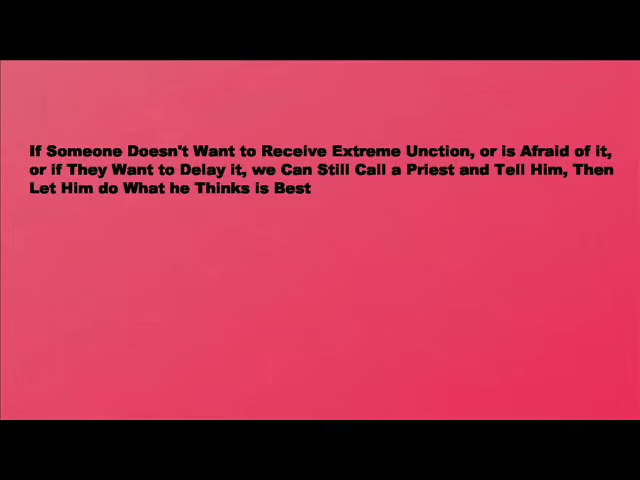 If Someone Doesn't Want to Receive Extreme Unction, or is Afraid of it,
or if They Want to Delay it, we Can Still Call a Priest and Tell Him, Then
Let Him do What he Thinks is Best